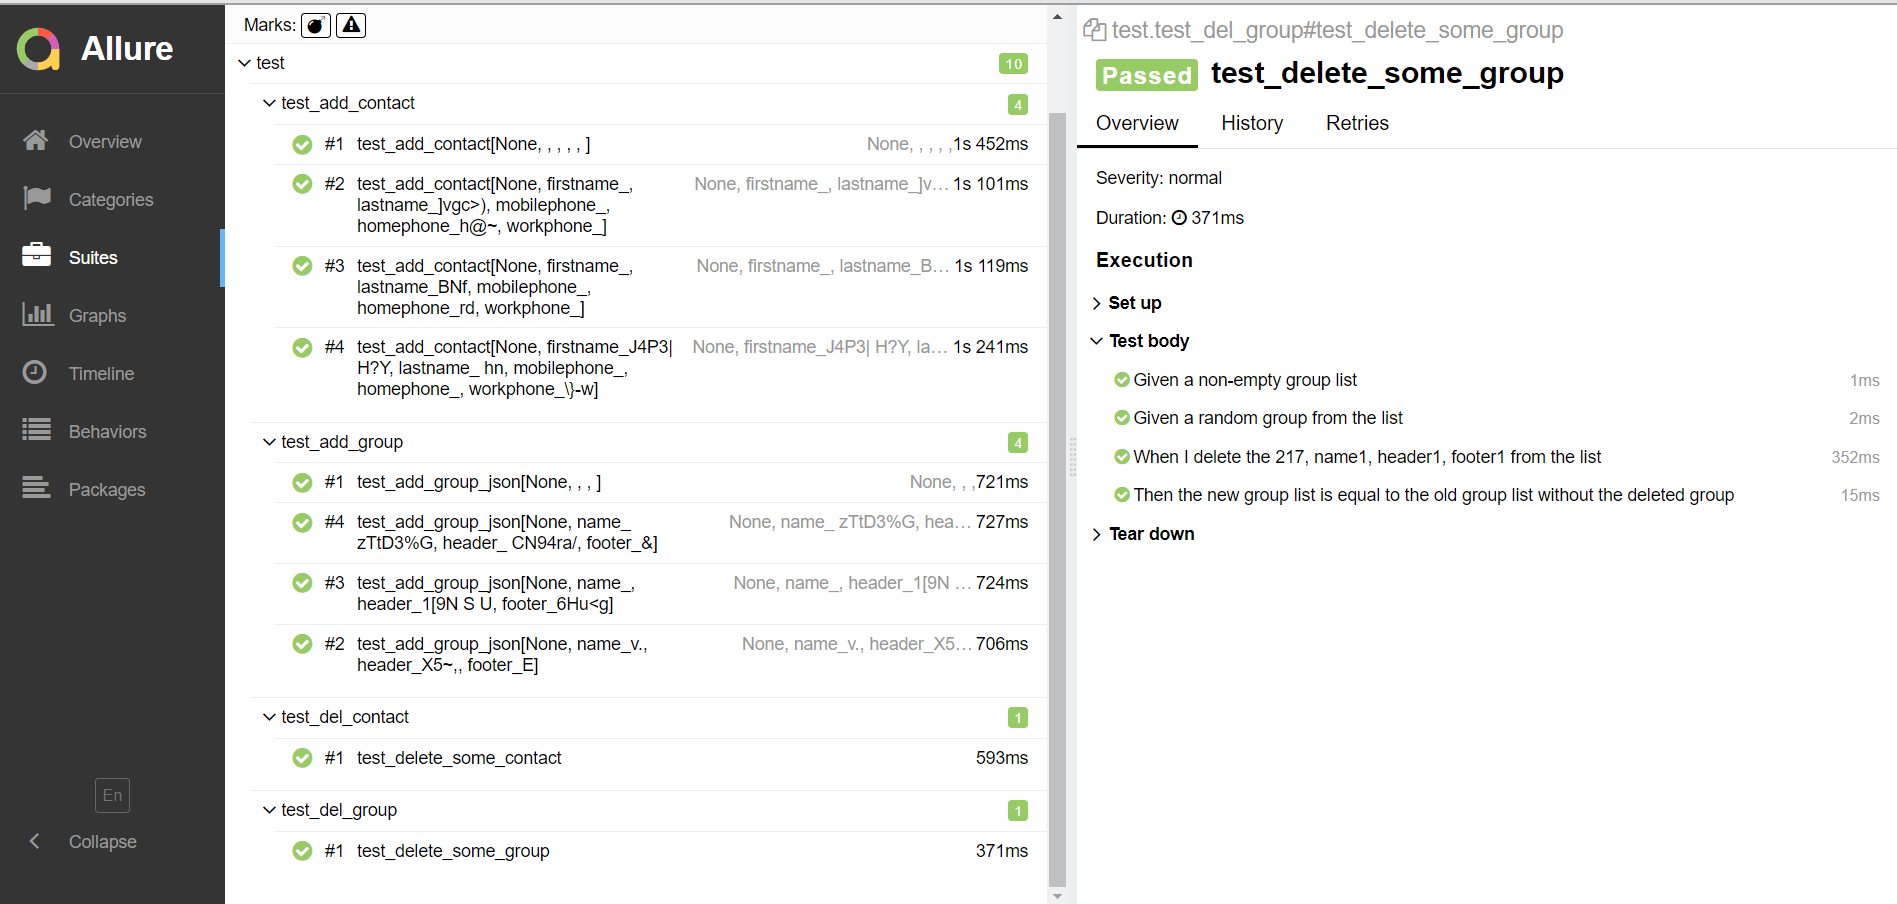 Allure
Overview
Categories
Suites
Graphs
Timeline
Behaviors
Packages
En
Collapse
Marks:
test 10
test_add_contact 4
#1 test_add_contact[None, , , , , ] None, , , , ,1s 452ms
#2 test_add_contact[None, firstname_, None, firstname_, lastname_]v… 1s 101ms
lastname_]vgc>), mobilephone_,
homephone_h@~, workphone_]
#3 test_add_contact[None, firstname_, None, firstname_, lastname_B… 1s 119ms
lastname_BNf, mobilephone_,
homephone_rd, workphone_]
#4 test_add_contact[None, firstname_J4P3| None, firstname_J4P3| H?Y, la… 1s 241ms
H?Y, lastname_ hn, mobilephone_,
homephone_, workphone_\}-w]
test_add_group 4
#1 test_add_group_json[None, , , ] None, , ,721ms
#4 test_add_group_json[None, name_ None, name_ zTtD3%G, hea… 727ms
zTtD3%G, header_ CN94ra/, footer_&]
#3 test_add_group_json[None, name_, None, name_, header_1[9N … 724ms
header_1[9N S U, footer_6Hu<g]
#2 test_add_group_json[None, name_v., None, name_v., header_X5… 706ms
header_X5~,, footer_E]
test_del_contact 1
#1 test_delete_some_contact 593ms
test_del_group 1
#1 test_delete_some_group 371ms
test.test_del_group#test_delete_some_group
Passed test_delete_some_group
Overview History Retries
Severity: normal
Duration: 371ms
Execution
Set up
Test body
Given a non-empty group list 1ms
Given a random group from the list 2ms
When I delete the 217, name1, header1, footer1 from the list 352ms
Then the new group list is equal to the old group list without the deleted group 15ms
Tear down